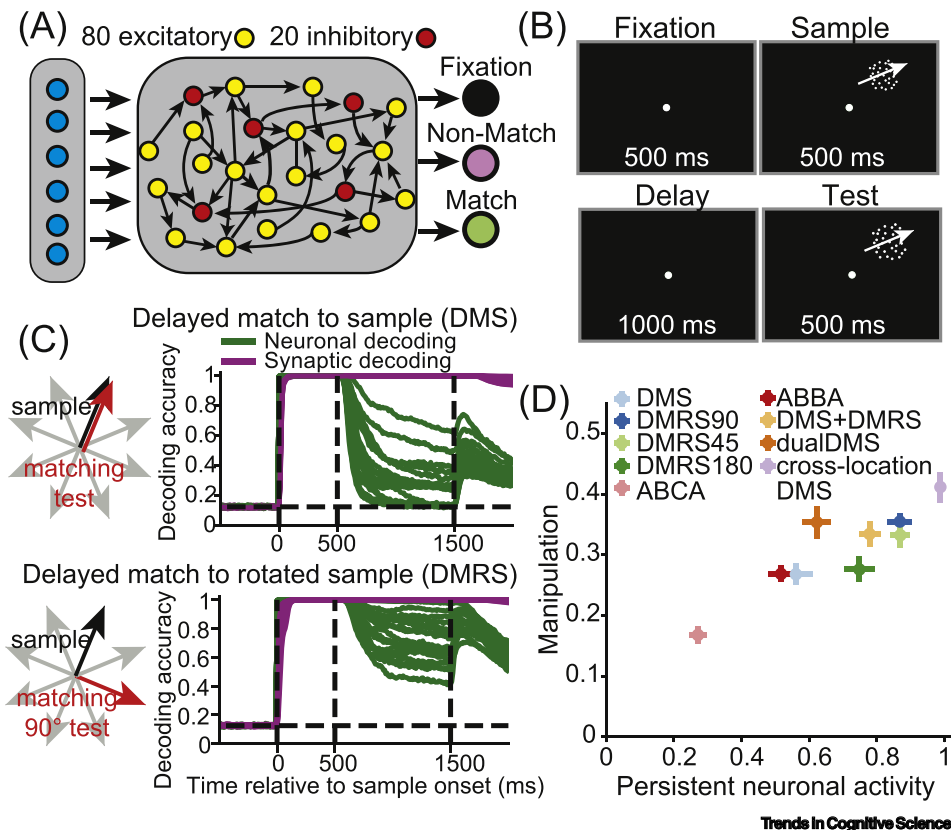 (A)
80 excitatory 20 inhibitory
Fixation
Non-Match
Match
(B)
Fixation
Sample
500 ms
500 ms
Delay
Test
1000 ms
500 ms
(C)
Delayed match to sample (DMS)
Neuronal decoding
Synaptic decoding
sample
matching
test
Decoding accuracy
1
0.8
0.6
0.4
0.2
0
0
500
1500
Delayed match to rotated sample (DMRS)
sample
matching
90° test
Decoding accuracy
1
0.8
0.6
0.4
0.2
0
0
500
1500
Time relative to sample onset (ms)
(D)
DMS
DMRS90
DMRS45
DMRS180
ABCA
ABBA
DMS+DMRS
dualDMS
cross-location
DMS
Manipulation
0.5
0.4
0.3
0.2
0
0
0.2
0.4
0.6
0.8
1
Persistent neuronal activity
Trends in Cognitive Science